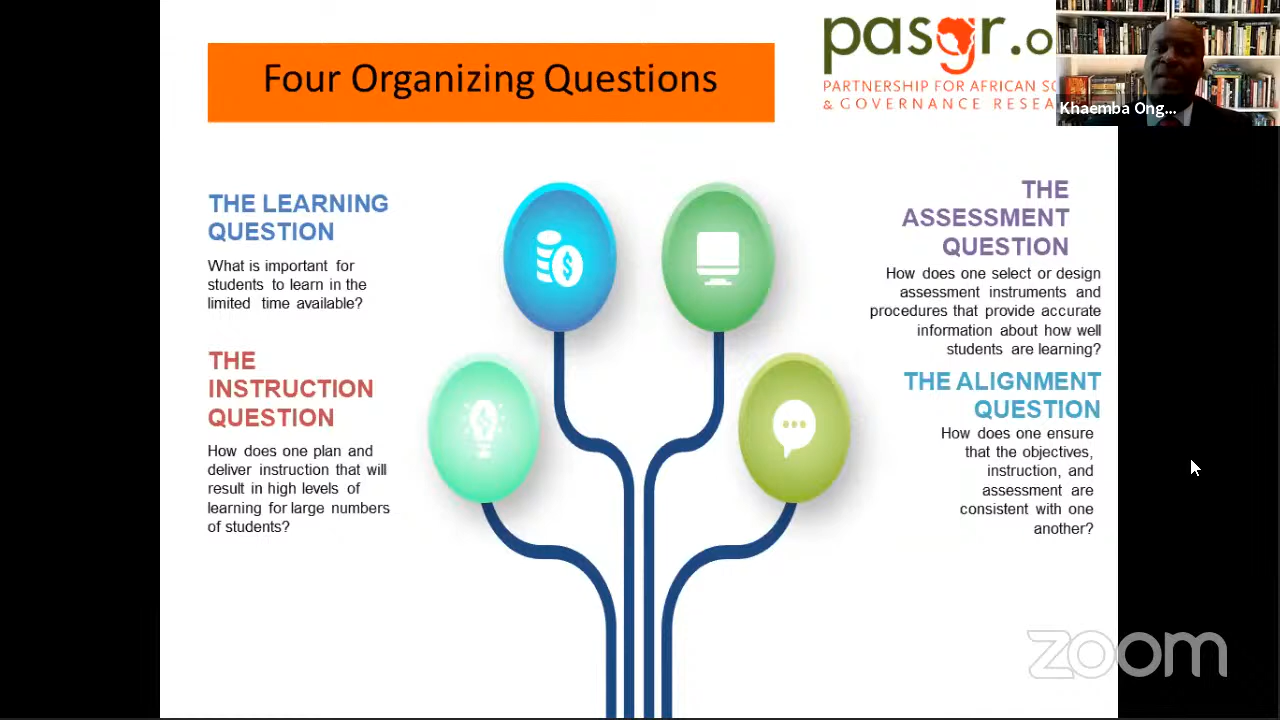 Four Organizing Questions
pasgr.o
PARTNERSHIP FOR AFRICAN SO
& GOVERNANCE RESEA
Khaemba Ong...
THE LEARNING
QUESTION
What is important for
students to learn in the
limited time available?
THE
INSTRUCTION
QUESTION
How does one plan and
deliver instruction that will
result in high levels of
learning for large numbers
of students?
THE
ASSESSMENT
QUESTION
How does one select or design
assessment instruments and
procedures that provide accurate
information about how well
students are learning?
THE ALIGNMENT
QUESTION
How does one ensure
that the objectives,
instruction, and
assessment are
consistent with one
another?
zoom